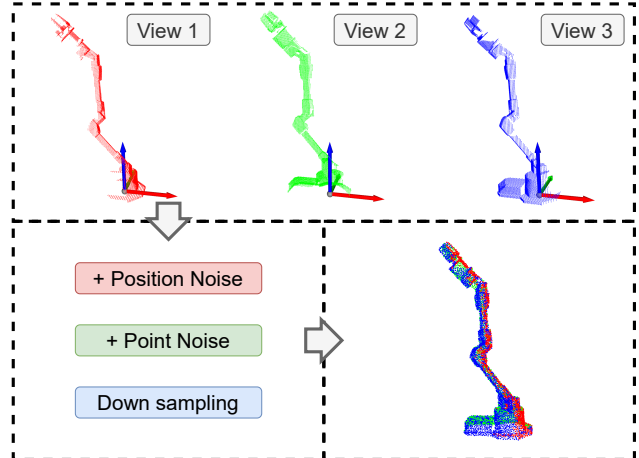 View 1
View 2
View 3
+ Position Noise
+ Point Noise
Down sampling